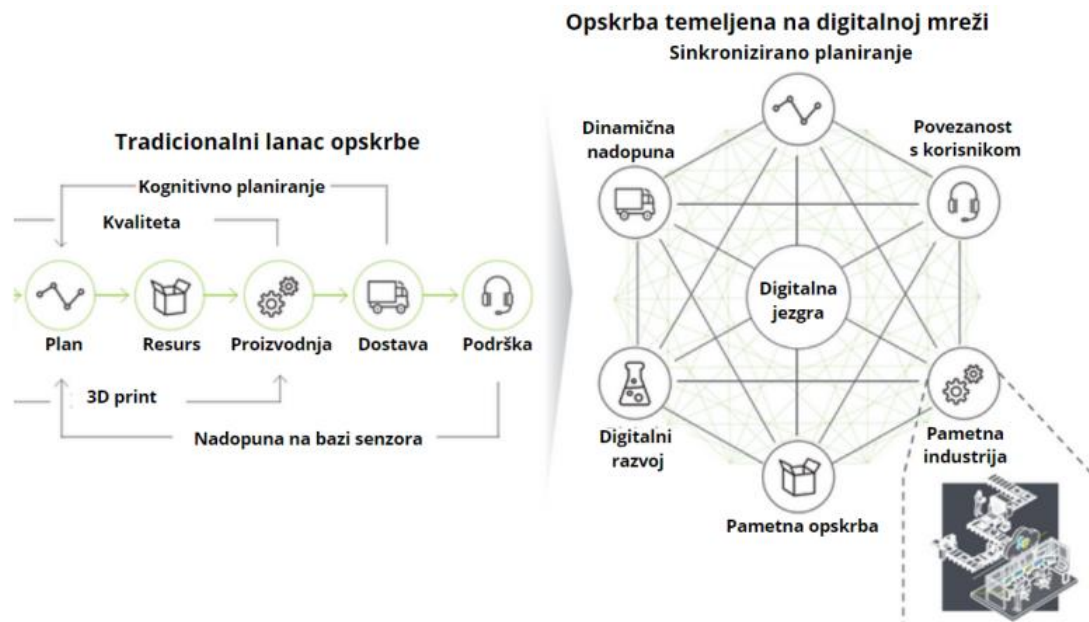 Opskrba temeljena na digitalnoj mreži
Sinkronizirano planiranje
Tradicionalni lanac opskrbe
Kognitivno planiranje
Kvaliteta
Plan
Resurs
Proizvodnja
Dostava
Podrška
3D print
Nadopuna na bazi senzora
Dinamična
nadopuna
Povezanost
s korisnikom
Digitalna
jezgra
Digitalni
razvoj
Pametna
industrija
Pametna opskrba